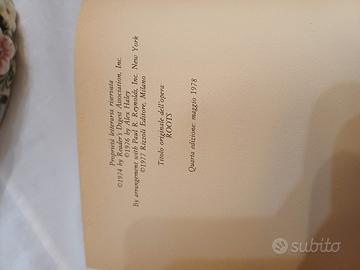 Proprietà letteraria riservata
©1974 by Reader's Digest Association, Inc.
©1976 by Alex Haley
By arrangement with Paul R. Reynolds, Inc. New York
©1977 Rizzoli Editore, Milano
Titolo originale dell'opera
ROOTS
Quarta edizione: maggio 1978
subito